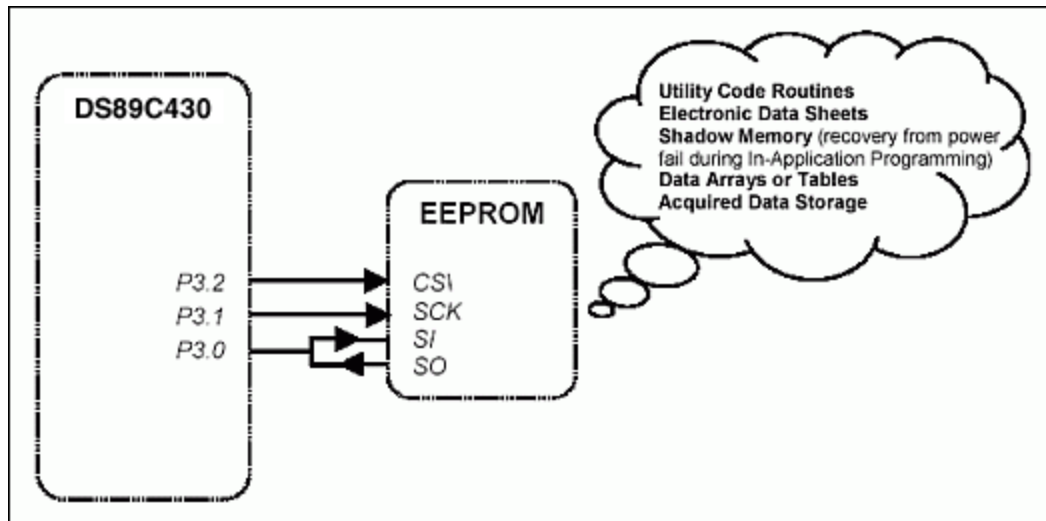 DS89C430
P3.2
P3.1
P3.0
EEPROM
CS\
SCK
SI
SO
Utility Code Routines
Electronic Data Sheets
Shadow Memory (recovery from power
fail during In-Application Programming)
Data Arrays or Tables
Acquired Data Storage